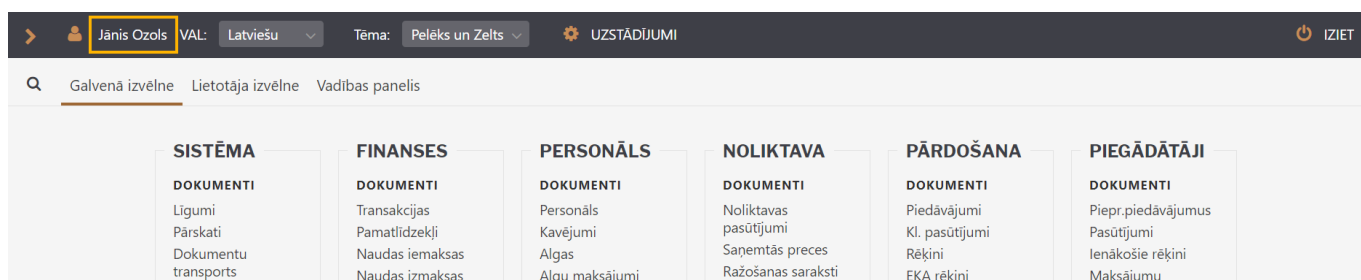 Jānis Ozols VAL: Latviešu Tēma: Pelēks un Zelts UZSTĀDĪJUMI IZIET
Galvenā izvēlne Lietotāja izvēlne Vadības panelis
SISTĒMA
DOKUMENTI
Līgumi
Pārskati
Dokumentu
transports
FINANSES
DOKUMENTI
Transakcijas
Pamatlīdzekļi
Naudas iemaksas
Naudas izmaksas
PERSONĀLS
DOKUMENTI
Personāls
Kavējumi
Algas
Algu maksājumi
NOLIKTAVA
DOKUMENTI
Noliktavas
pasūtījumi
Saņemtās preces
Ražošanas saraksti
PĀRDOŠANA
DOKUMENTI
Piedāvājumi
Kl. pasūtījumi
Rēķini
EKA rēķini
PIEGĀDĀTĀJI
DOKUMENTI
Piepr.piedāvājumus
Pasūtījumi
Ienākošie rēķini
Maksājumu